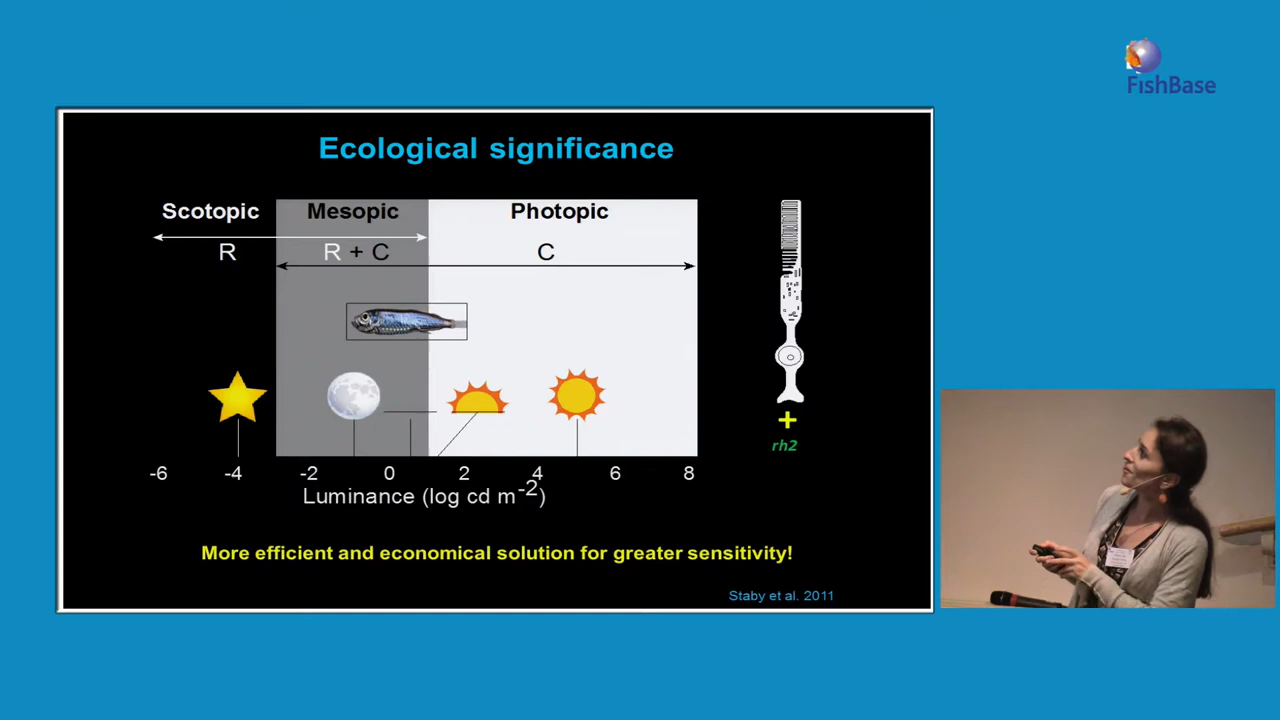 FishBase
Ecological significance
Scotopic Mesopic Photopic
R R + C C
+
rh2
-6 -4 -2 0 2 4 6 8
Luminance (log cd m-2)
More efficient and economical solution for greater sensitivity!
Staby et al. 2011